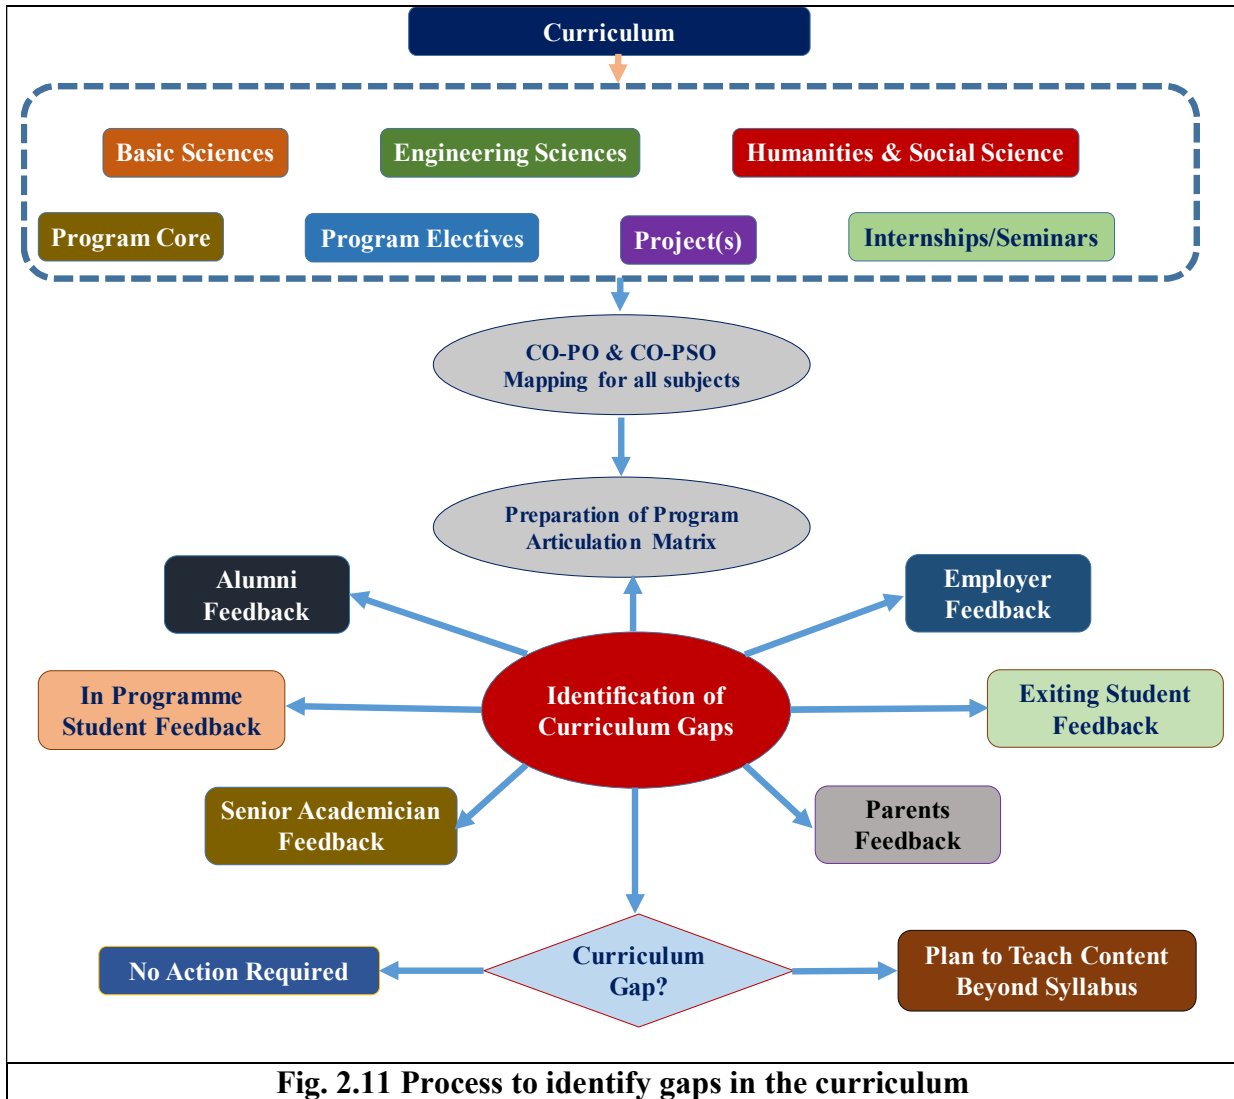 Curriculum
Basic Sciences
Engineering Sciences
Humanities & Social Science
Program Core
Program Electives
Project(s)
Internships/Seminars
CO-PO & CO-PSO
Mapping for all subjects
Preparation of Program
Articulation Matrix
Alumni
Feedback
Employer
Feedback
In Programme
Student Feedback
Identification of
Curriculum Gaps
Exiting Student
Feedback
Senior Academician
Feedback
Parents
Feedback
No Action Required
Curriculum
Gap?
Plan to Teach Content
Beyond Syllabus
Fig. 2.11 Process to identify gaps in the curriculum